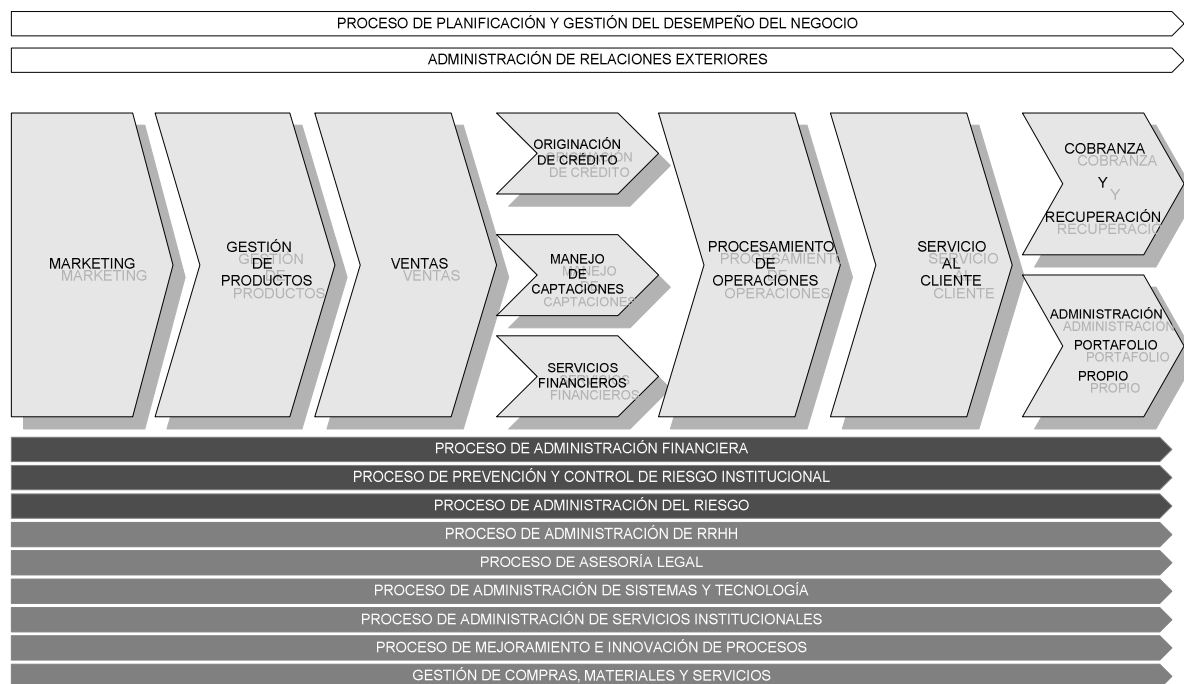 PROCESO DE PLANIFICACIÓN Y GESTIÓN DEL DESEMPEÑO DEL NEGOCIO
ADMINISTRACIÓN DE RELACIONES EXTERIORES
MARKETING
GESTIÓN
DE
PRODUCTOS
VENTAS
ORIGINACIÓN
DE CRÉDITO
MANEJO
DE
CAPTACIONES
SERVICIOS
FINANCIEROS
PROCESAMIENTO
DE
OPERACIONES
SERVICIO
AL
CLIENTE
COBRANZA
Y
RECUPERACIÓN
ADMINISTRACIÓN
PORTAFOLIO
PROPIO
PROCESO DE ADMINISTRACIÓN FINANCIERA
PROCESO DE PREVENCIÓN Y CONTROL DE RIESGO INSTITUCIONAL
PROCESO DE ADMINISTRACIÓN DEL RIESGO
PROCESO DE ADMINISTRACIÓN DE RRHH
PROCESO DE ASESORÍA LEGAL
PROCESO DE ADMINISTRACIÓN DE SISTEMAS Y TECNOLOGÍA
PROCESO DE ADMINISTRACIÓN DE SERVICIOS INSTITUCIONALES
PROCESO DE MEJORAMIENTO E INNOVACIÓN DE PROCESOS
GESTIÓN DE COMPRAS, MATERIALES Y SERVICIOS